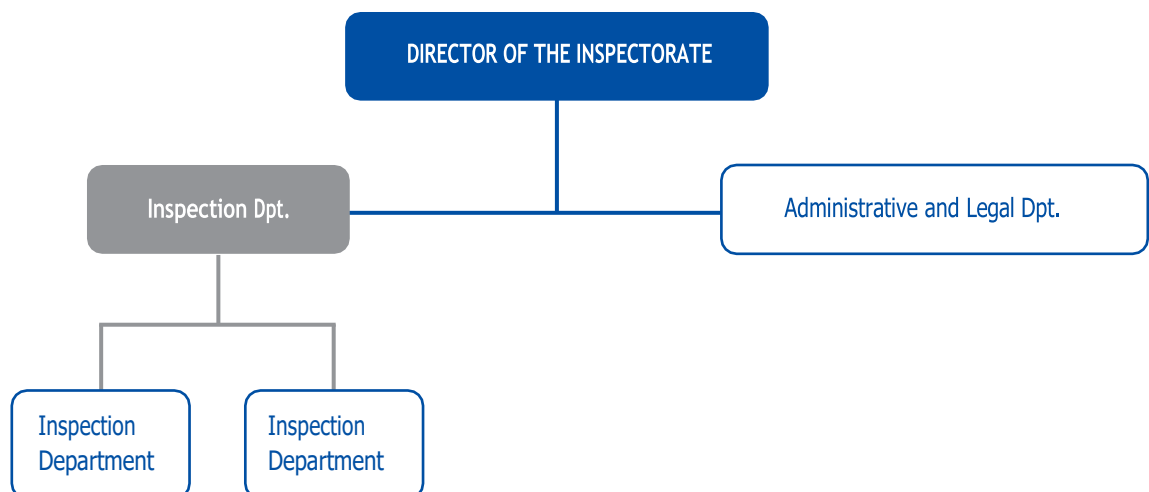 DIRECTOR OF THE INSPECTORATE
Inspection Dpt.
Administrative and Legal Dpt.
Inspection
Department
Inspection
Department